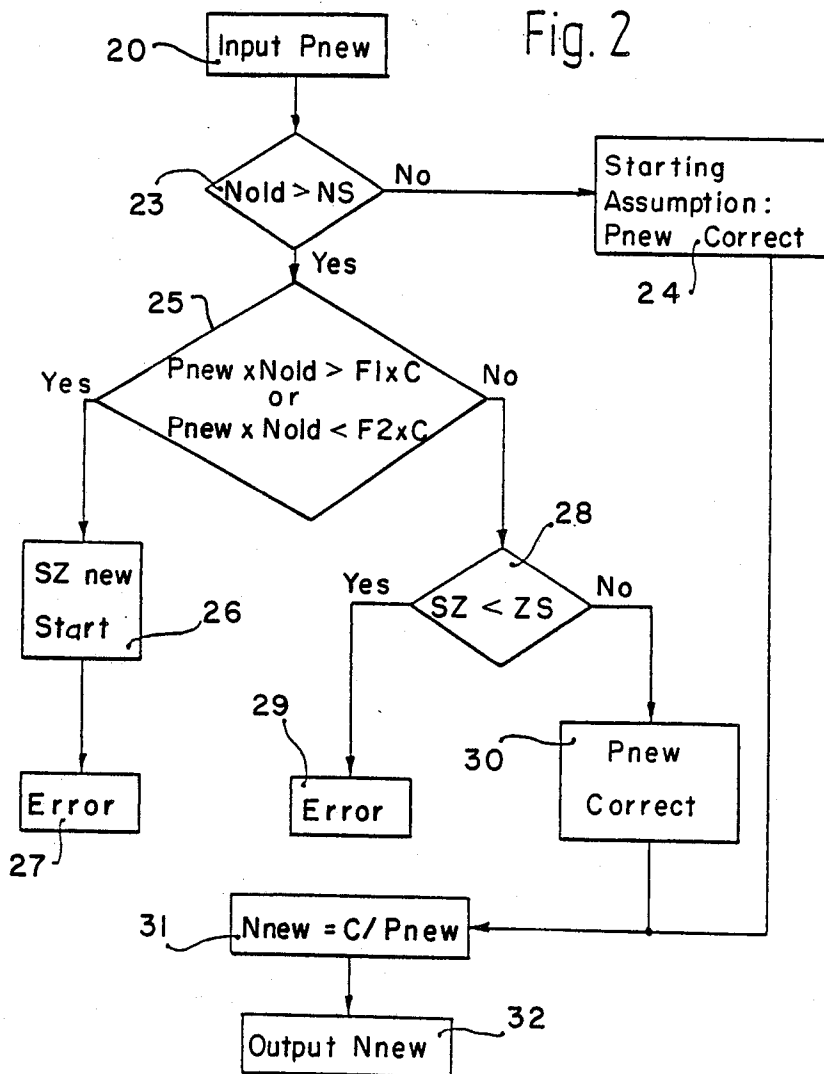 Fig. 2
20
Input Pnew
23
Nold > NS
No
Starting
Assumption:
Pnew Correct
24
Yes
25
Yes
Pnew x Nold > F1 x C
or
Pnew x Nold < F2 x C
No
SZ new
Start
26
28
Yes
SZ < ZS
No
Error
27
29
Error
30
Pnew
Correct
31
Nnew = C / Pnew
32
Output Nnew